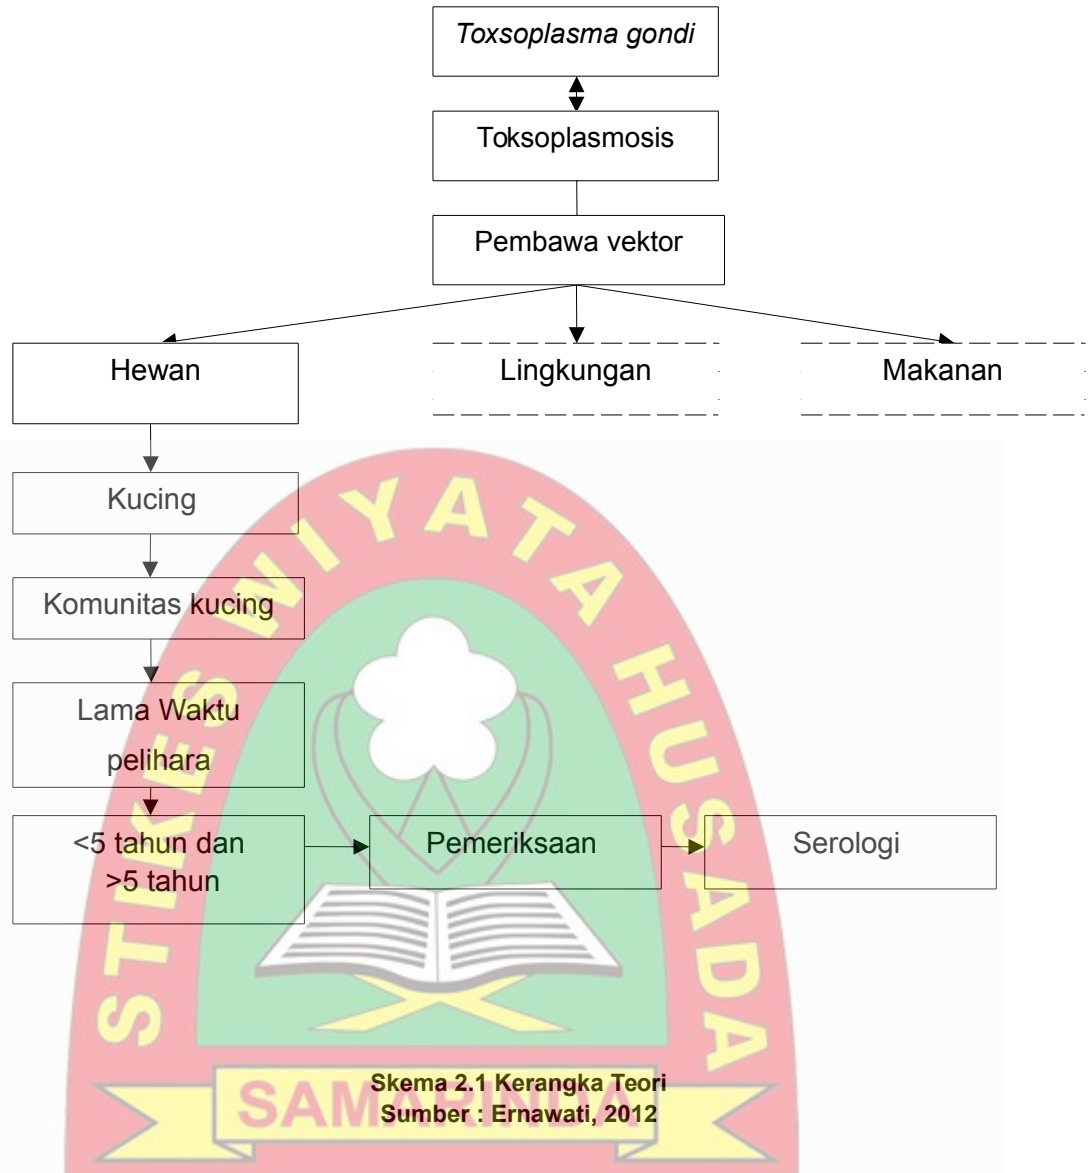 Toxsoplasma gondi
Toksoplasmosis
Pembawa vektor
Hewan
Lingkungan
Makanan
Kucing
Komunitas kucing
Lama Waktu
pelihara
<5 tahun dan
>5 tahun
Pemeriksaan
Serologi
STIKES WIYATA HUSADA
SAMARINDA
Skema 2.1 Kerangka Teori
Sumber : Ernawati, 2012